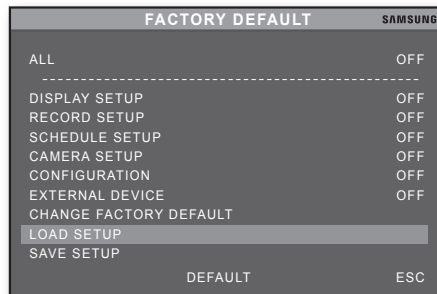 FACTORY DEFAULT SAMSUNG
ALL OFF
------------------------------------------------
DISPLAY SETUP OFF
RECORD SETUP OFF
SCHEDULE SETUP OFF
CAMERA SETUP OFF
CONFIGURATION OFF
EXTERNAL DEVICE OFF
CHANGE FACTORY DEFAULT
LOAD SETUP
SAVE SETUP
DEFAULT ESC